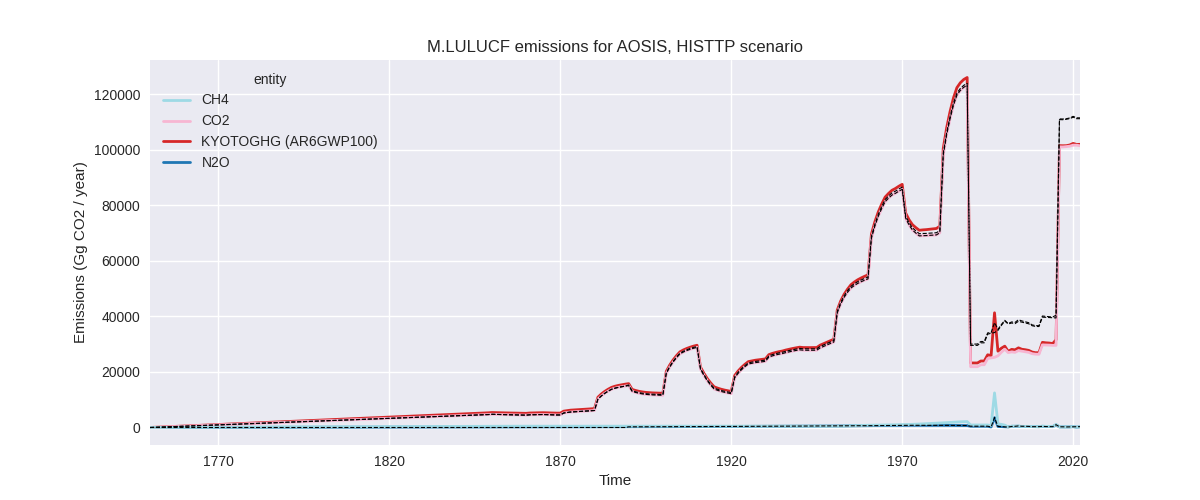 M.LULUCF emissions for AOSIS, HISTTP scenario
entity
CH4
CO2
KYOTOGHG (AR6GWP100)
N2O
120000
100000
80000
60000
40000
20000
0
Emissions (Gg CO2 / year)
1770
1820
1870
1920
1970
2020
Time